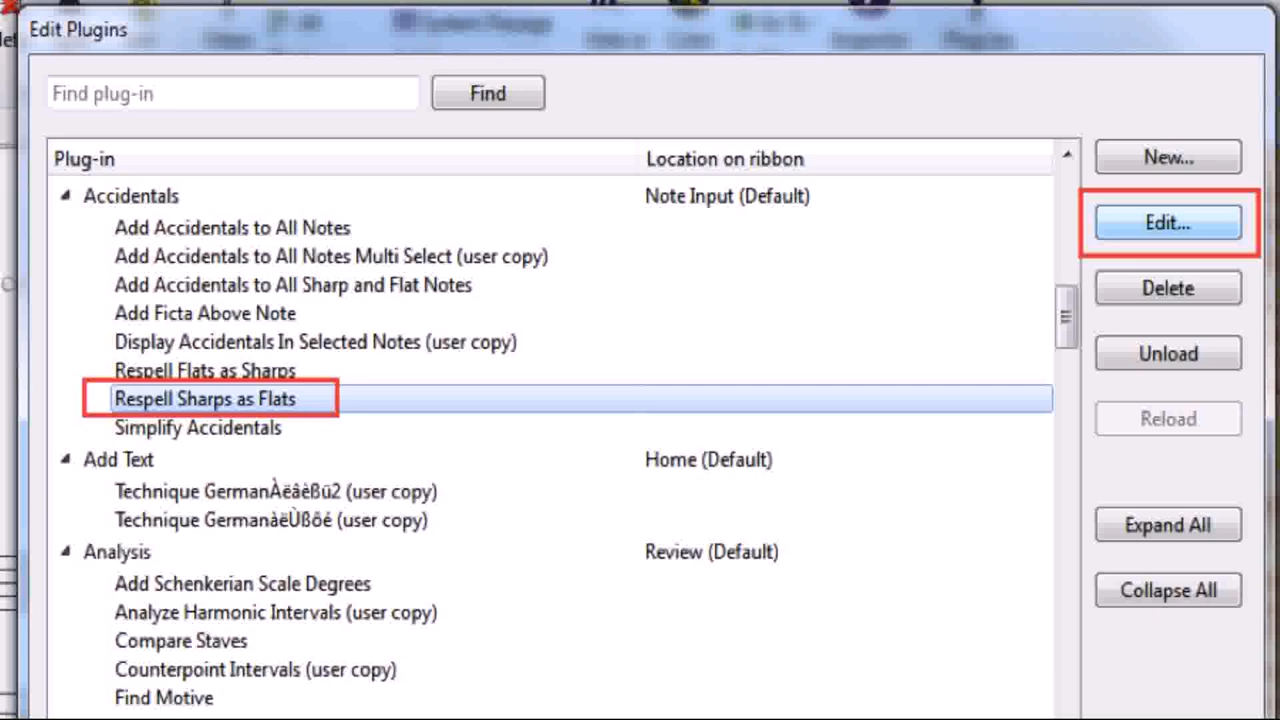 Edit Plugins
Find plug-in
Find
Plug-in
Location on ribbon
New...
Accidentals
Note Input (Default)
Edit...
Add Accidentals to All Notes
Add Accidentals to All Notes Multi Select (user copy)
Add Accidentals to All Sharp and Flat Notes
Delete
Add Ficta Above Note
Display Accidentals In Selected Notes (user copy)
Unload
Respell Flats as Sharps
Respell Sharps as Flats
Reload
Simplify Accidentals
Add Text
Home (Default)
Technique GermanÀëâèßü2 (user copy)
Technique GermanàëÙßôé (user copy)
Expand All
Analysis
Review (Default)
Add Schenkerian Scale Degrees
Collapse All
Analyze Harmonic Intervals (user copy)
Compare Staves
Counterpoint Intervals (user copy)
Find Motive